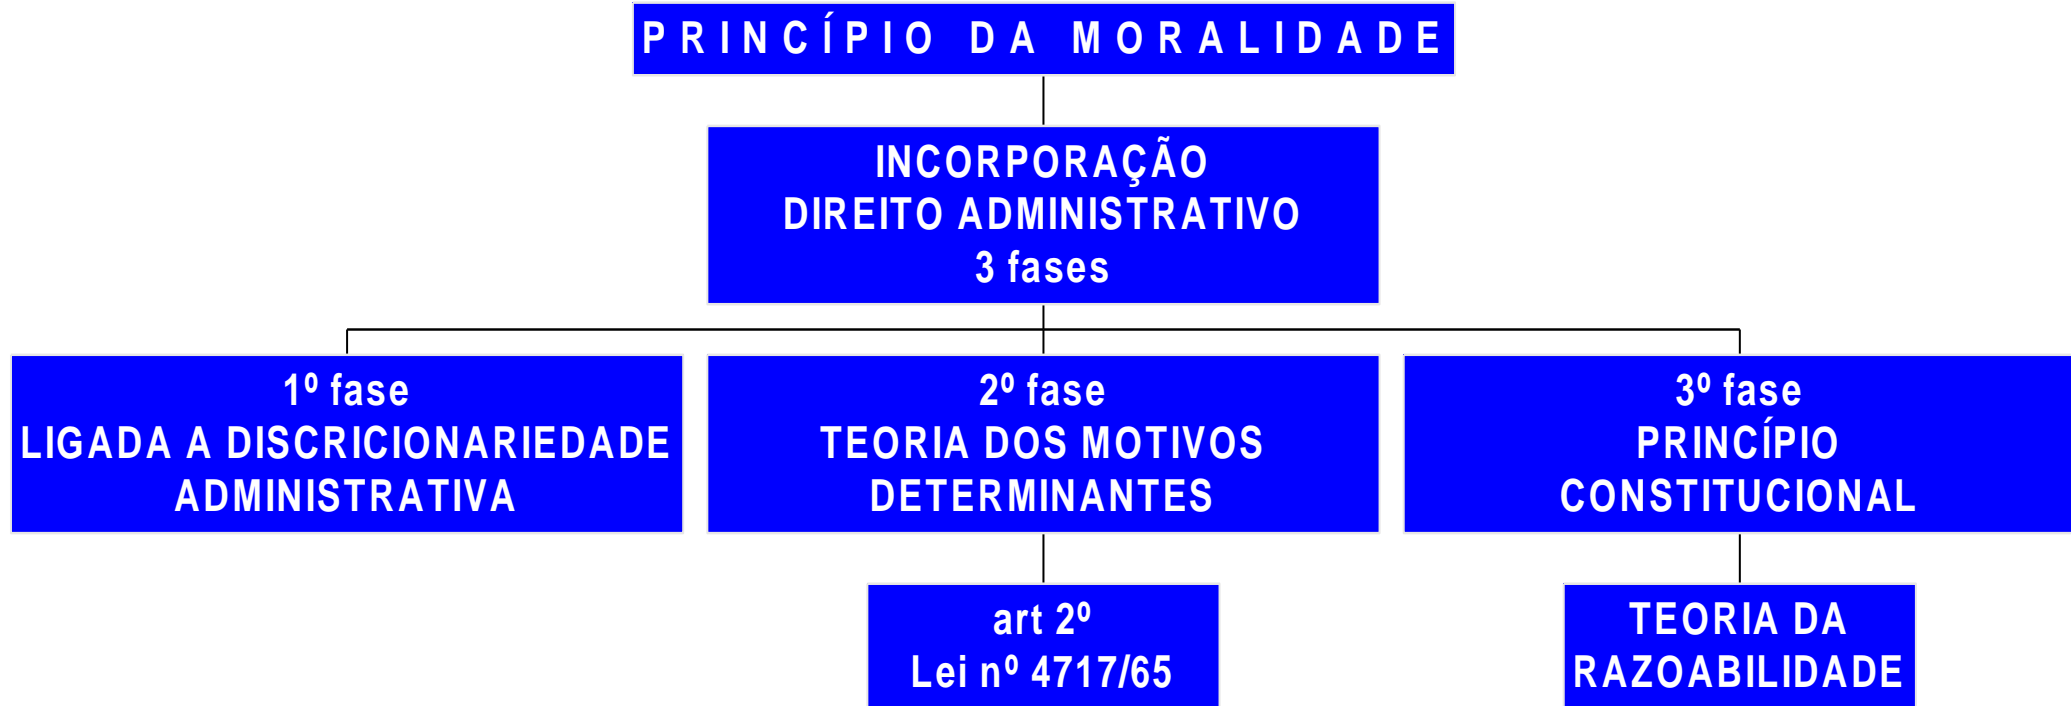 PRINCÍPIO DA MORALIDADE
INCORPORAÇÃO
DIREITO ADMINISTRATIVO
3 fases
1º fase
LIGADA A DISCRICIONARIEDADE
ADMINISTRATIVA
2º fase
TEORIA DOS MOTIVOS
DETERMINANTES
3º fase
PRINCÍPIO
CONSTITUCIONAL
art 2º
Lei nº 4717/65
TEORIA DA
RAZOABILIDADE